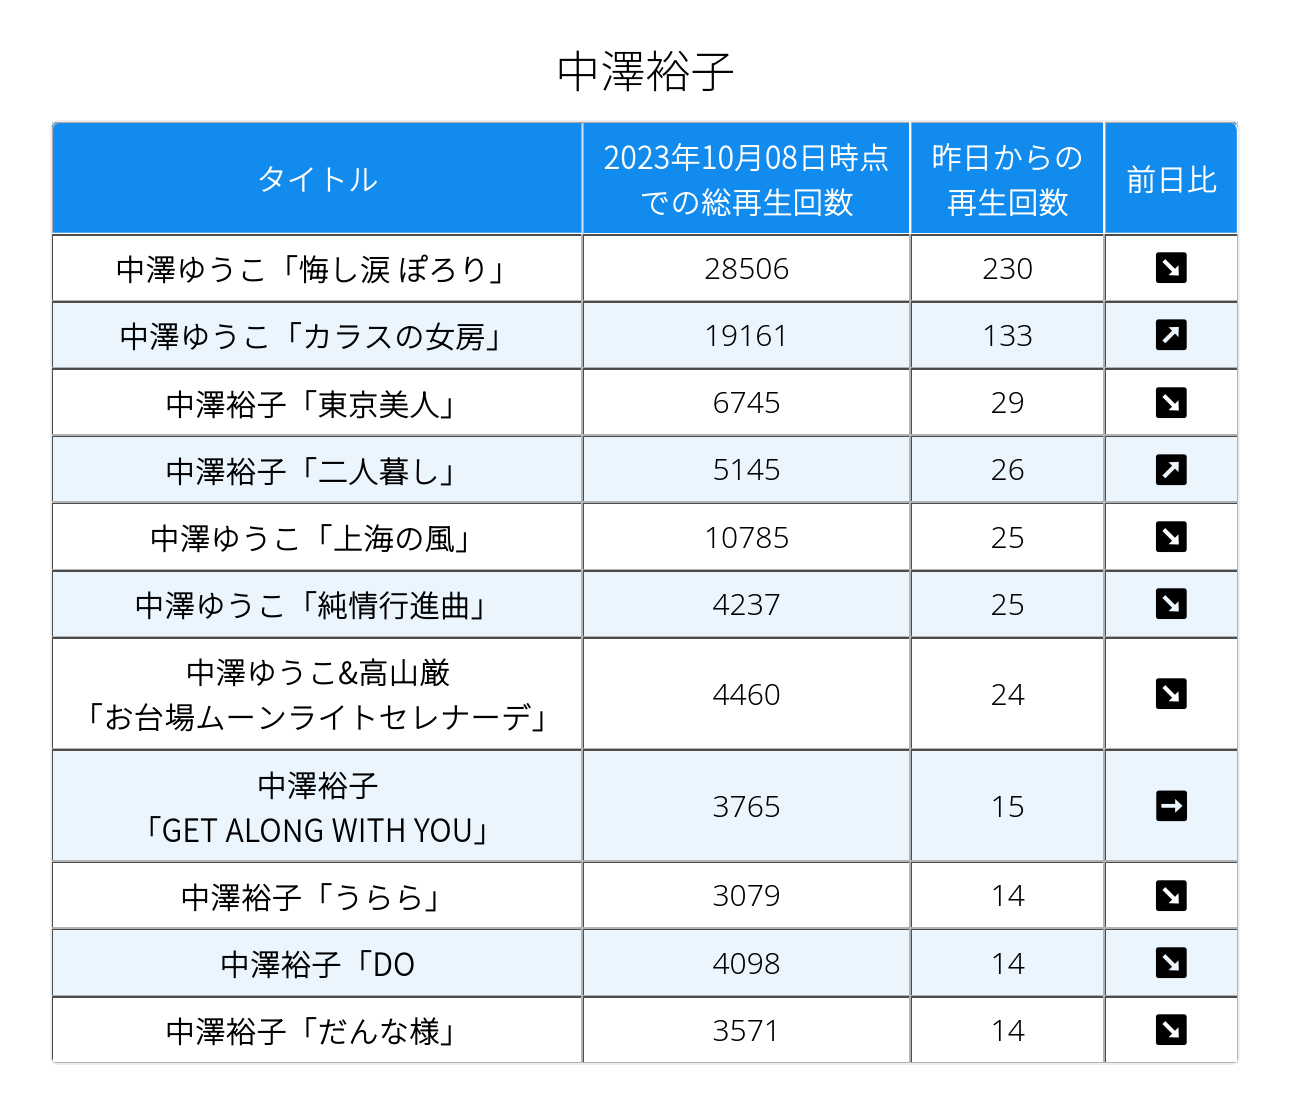 中澤裕子
タイトル
2023年10月08日時点
での総再生回数
昨日からの
再生回数
前日比
中澤ゆうこ「悔し涙 ぽろり」
28506
230
中澤ゆうこ「カラスの女房」
19161
133
中澤裕子「東京美人」
6745
29
中澤裕子「二人暮し」
5145
26
中澤ゆうこ「上海の風」
10785
25
中澤ゆうこ「純情行進曲」
4237
25
中澤ゆうこ&高山厳
「お台場ムーンライトセレナーデ」
4460
24
中澤裕子
「GET ALONG WITH YOU」
3765
15
中澤裕子「うらら」
3079
14
中澤裕子「DO
4098
14
中澤裕子「だんな様」
3571
14